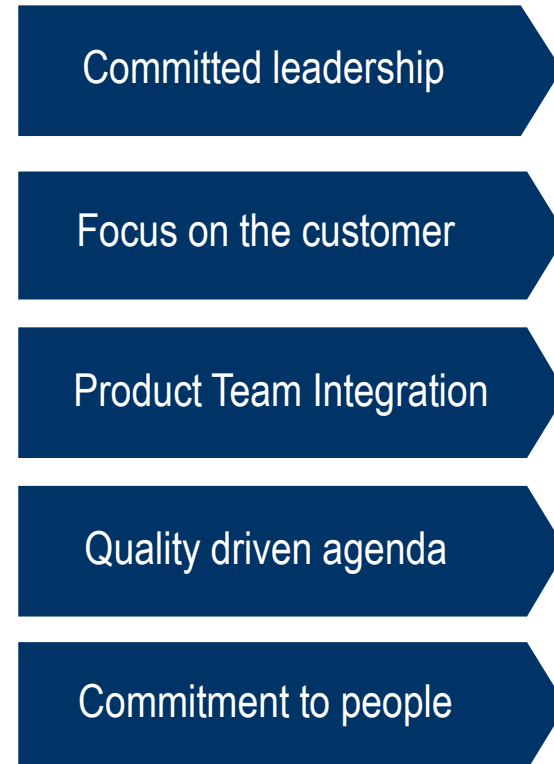 Committed leadership
Focus on the customer
Product Team Integration
Quality driven agenda
Commitment to people